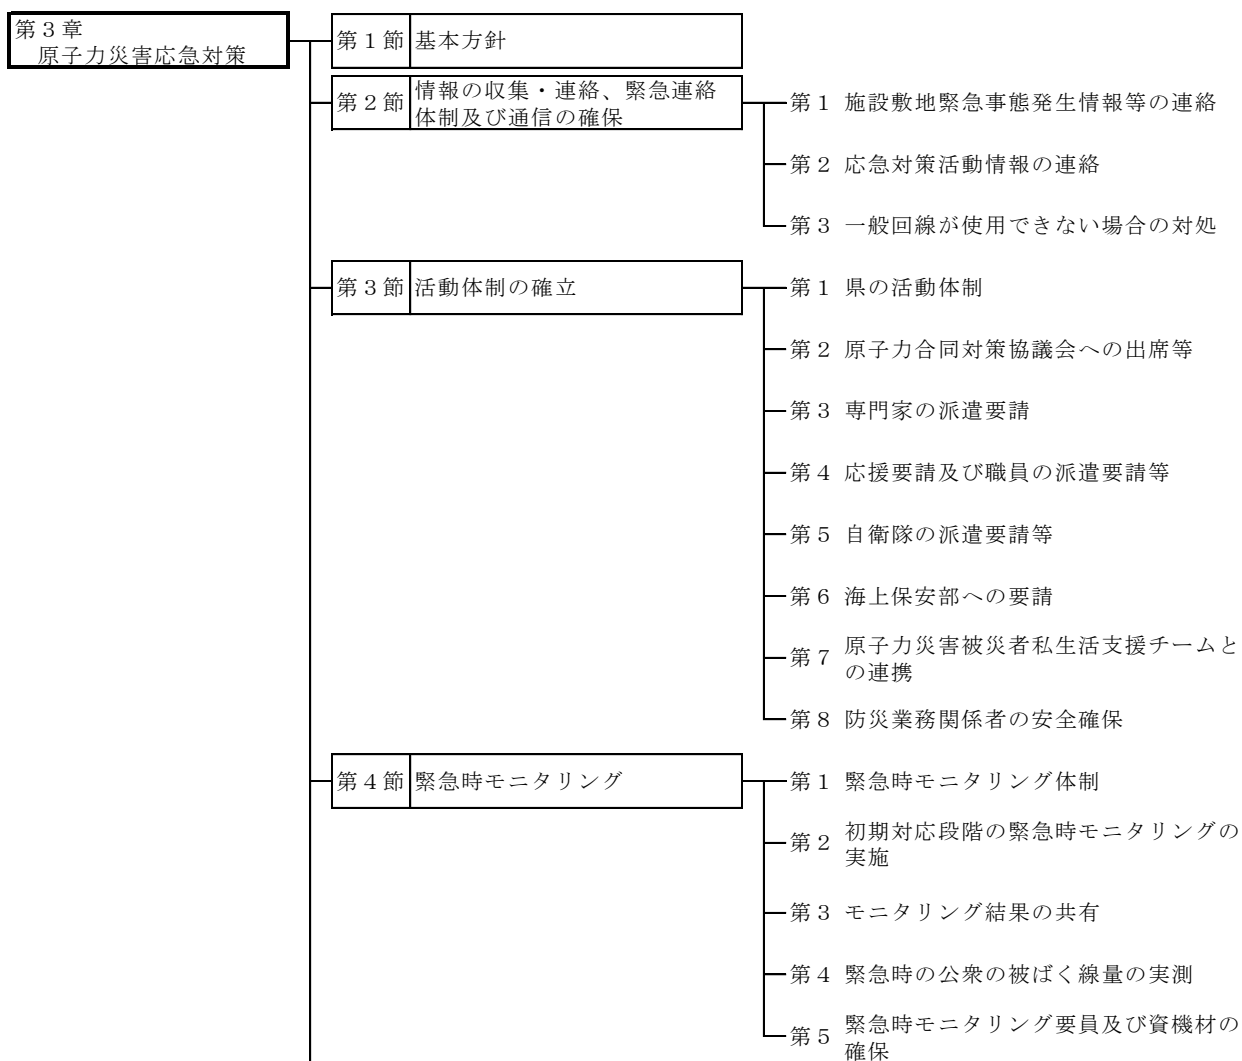 第３章
原子力災害応急対策
第１節 基本方針
第２節 情報の収集・連絡、緊急連絡
体制及び通信の確保
第１ 施設敷地緊急事態発生情報等の連絡
第２ 応急対策活動情報の連絡
第３ 一般回線が使用できない場合の対処
第３節 活動体制の確立
第１ 県の活動体制
第２ 原子力合同対策協議会への出席等
第３ 専門家の派遣要請
第４ 応援要請及び職員の派遣要請等
第５ 自衛隊の派遣要請等
第６ 海上保安部への要請
第７ 原子力災害被災者私生活支援チームと
の連携
第８ 防災業務関係者の安全確保
第４節 緊急時モニタリング
第１ 緊急時モニタリング体制
第２ 初期対応段階の緊急時モニタリングの
実施
第３ モニタリング結果の共有
第４ 緊急時の公衆の被ばく線量の実測
第５ 緊急時モニタリング要員及び資機材の
確保